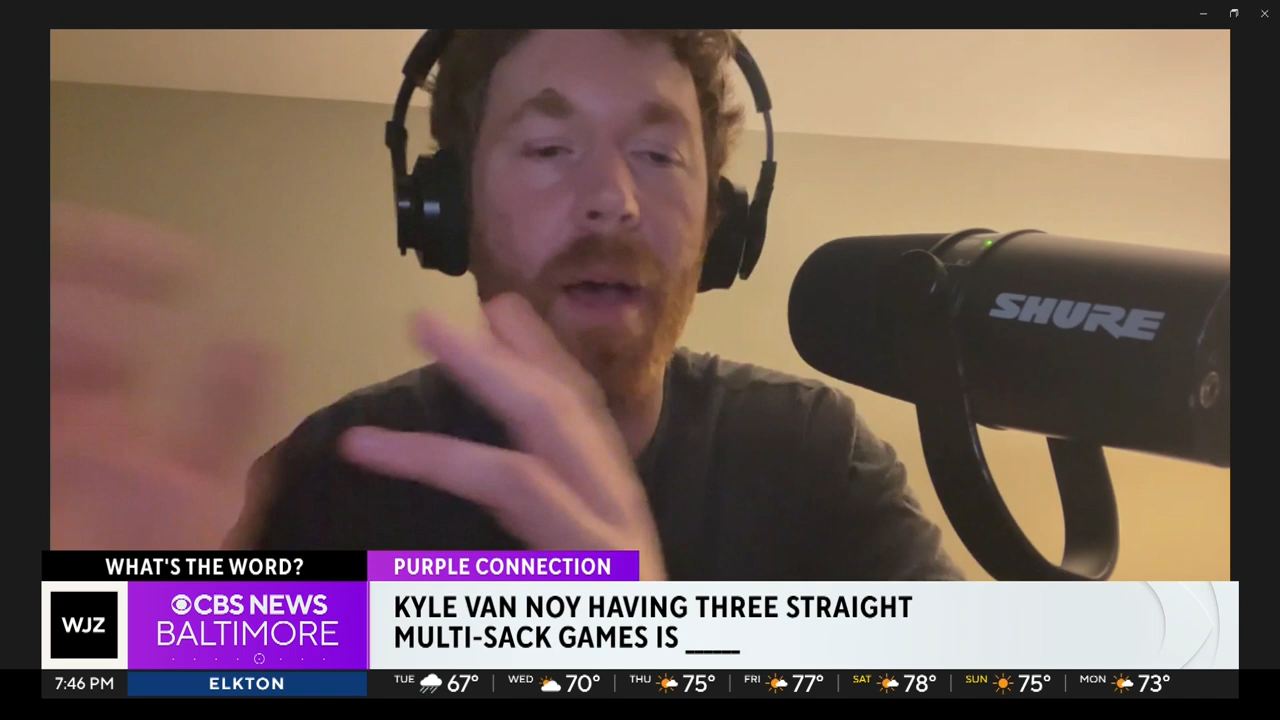 SHURE
WHAT'S THE WORD?
PURPLE CONNECTION
WJZ
CBS NEWS
BALTIMORE
KYLE VAN NOY HAVING THREE STRAIGHT
MULTI-SACK GAMES IS ______
7:46 PM
ELKTON
TUE 67° WED 70° THU 75° FRI 77° SAT 78° SUN 75° MON 73°